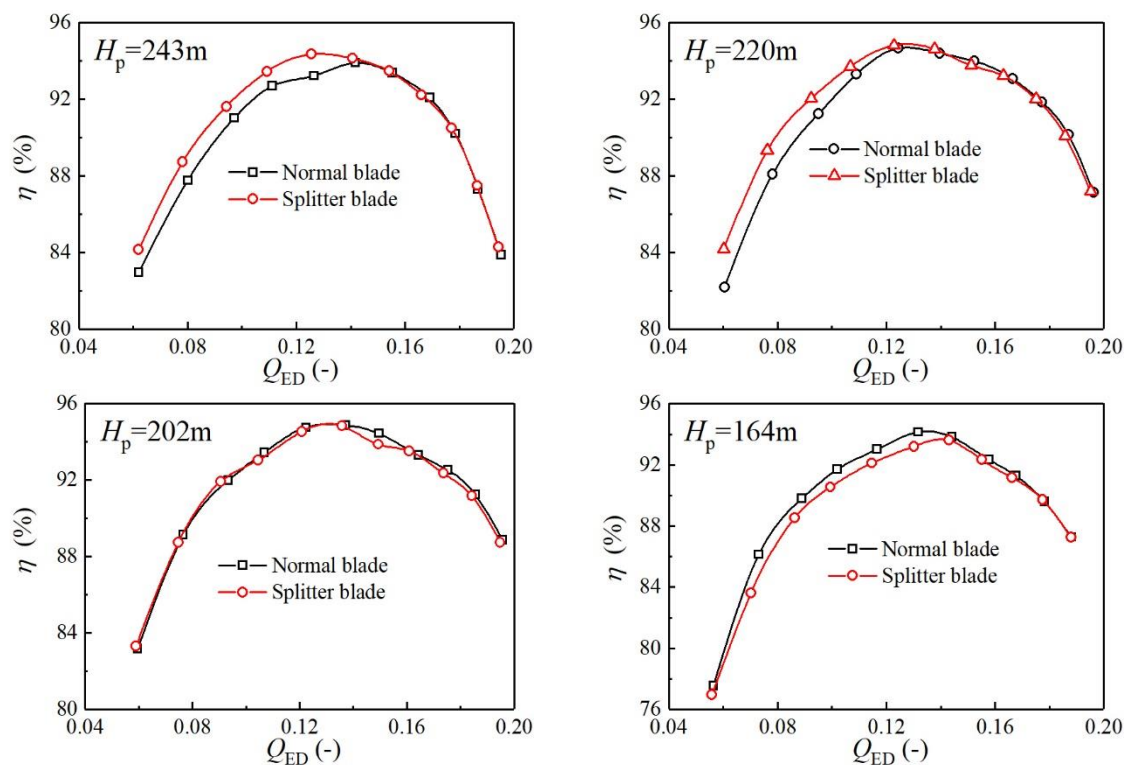 96
92
88
84
80
η (%)
Hp=243m
Normal blade
Splitter blade
0.04 0.08 0.12 0.16 0.20
QED (-)
96
92
88
84
80
η (%)
Hp=220m
Normal blade
Splitter blade
0.04 0.08 0.12 0.16 0.20
QED (-)
96
92
88
84
80
η (%)
Hp=202m
Normal blade
Splitter blade
0.04 0.08 0.12 0.16 0.20
QED (-)
96
92
88
84
80
76
η (%)
Hp=164m
Normal blade
Splitter blade
0.04 0.08 0.12 0.16 0.20
QED (-)